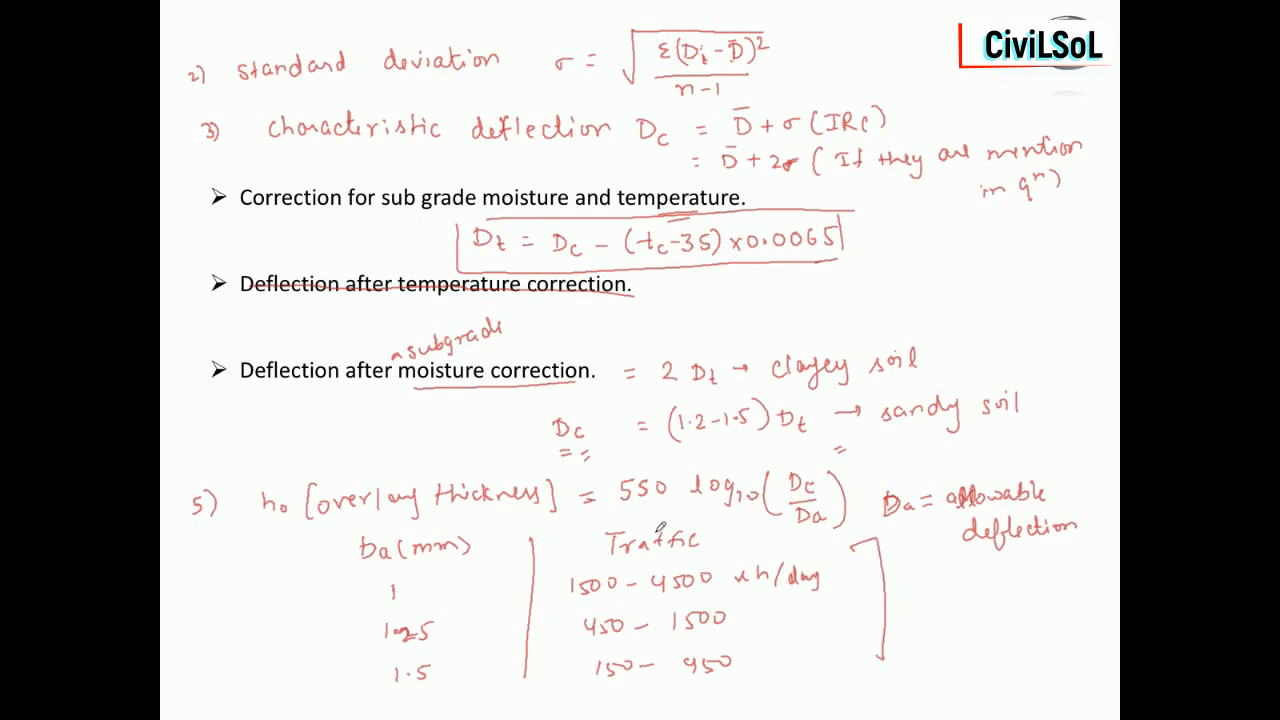 CiviLSoL
2) standard deviation σ = √(Σ(Di - D̄)² / n-1)
3) characteristic deflection Dc = D̄ + σ (IRC)
= D̄ + 2σ ( If they are mention
in qⁿ)
➢ Correction for sub grade moisture and temperature.
Dt = Dc - (tc-35) × 0.0065
➢ Deflection after temperature correction.
subgrade
➢ Deflection after moisture correction. = 2 Dt → clayey soil
Dc = (1.2-1.5) Dt → sandy soil
5) ho [overlay thickness] = 550 log10 (Dc/Da) Da = allowable
deflection
Da (mm) Traffic
1 1500 - 4500 veh/day
1.25 450 - 1500
1.5 150 - 450